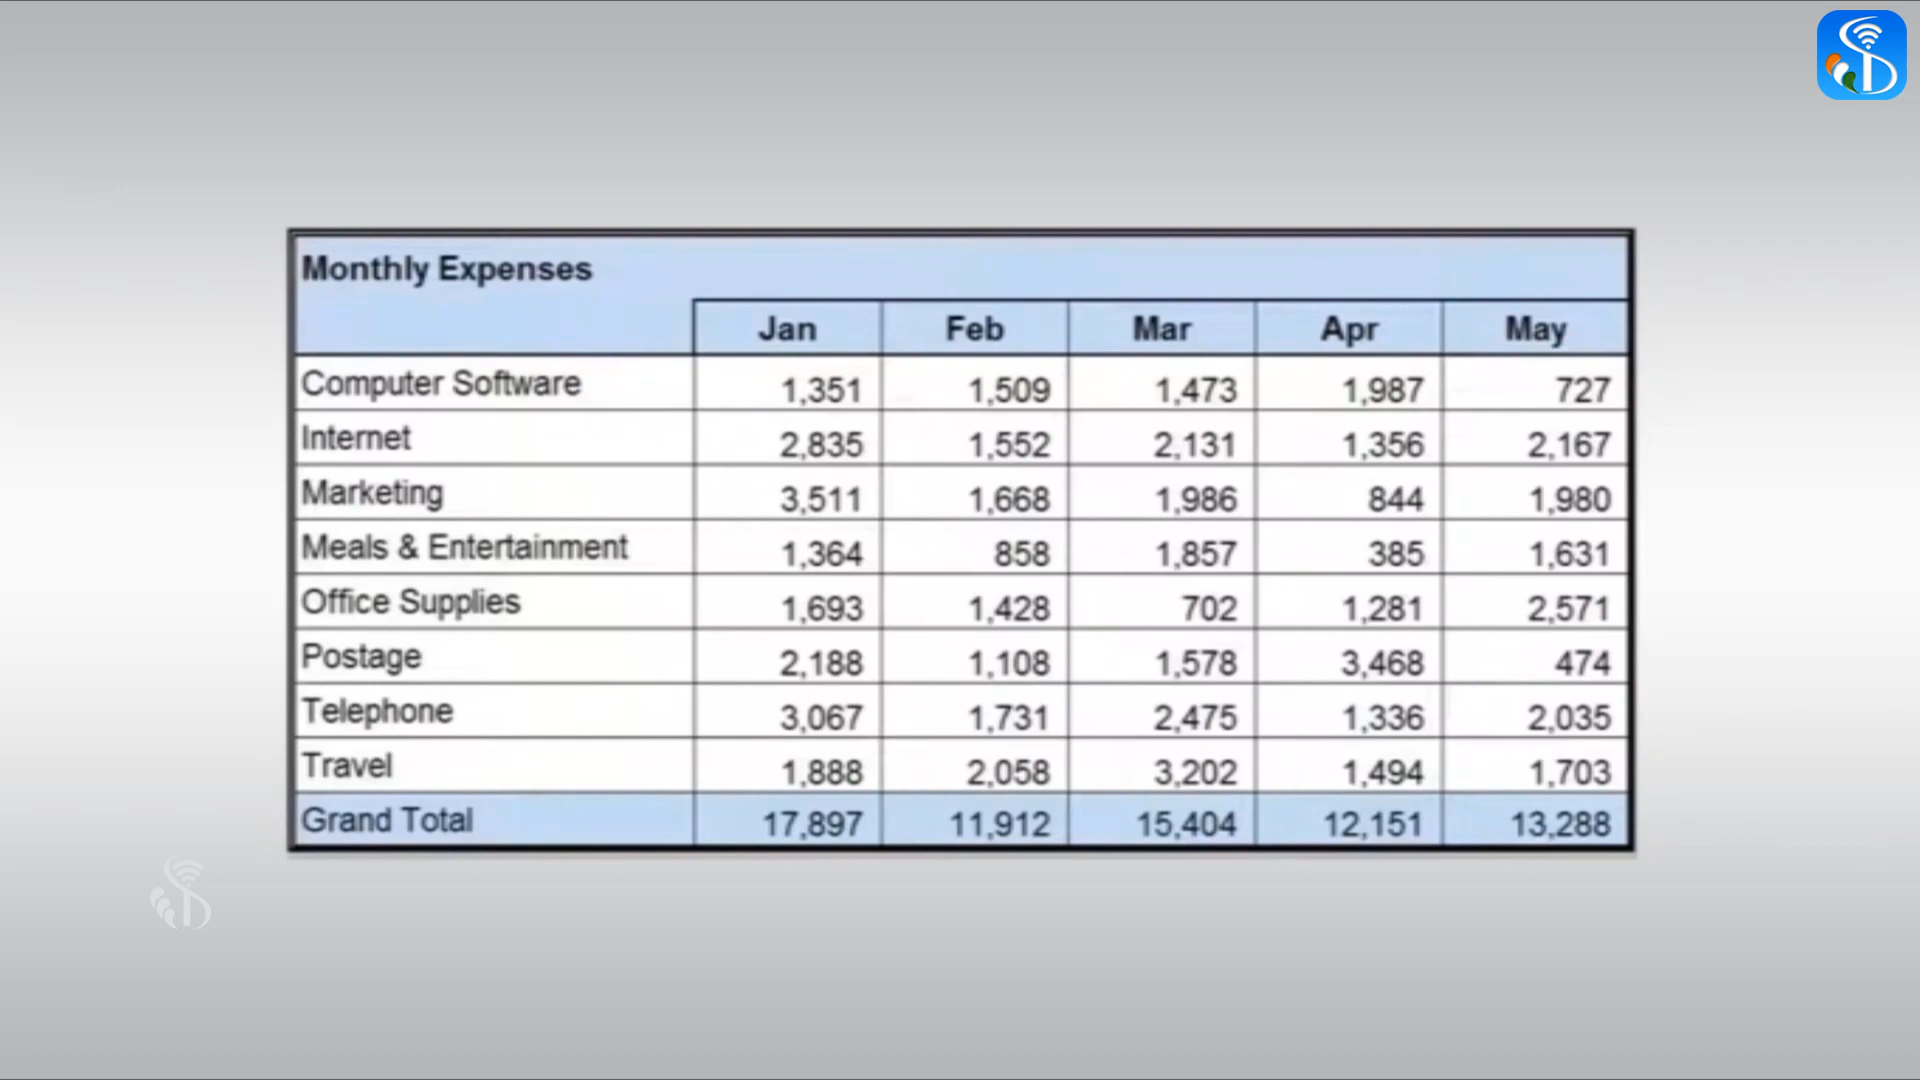 Monthly Expenses
Jan Feb Mar Apr May
Computer Software 1,351 1,509 1,473 1,987 727
Internet 2,835 1,552 2,131 1,356 2,167
Marketing 3,511 1,668 1,986 844 1,980
Meals & Entertainment 1,364 858 1,857 385 1,631
Office Supplies 1,693 1,428 702 1,281 2,571
Postage 2,188 1,108 1,578 3,468 474
Telephone 3,067 1,731 2,475 1,336 2,035
Travel 1,888 2,058 3,202 1,494 1,703
Grand Total 17,897 11,912 15,404 12,151 13,288